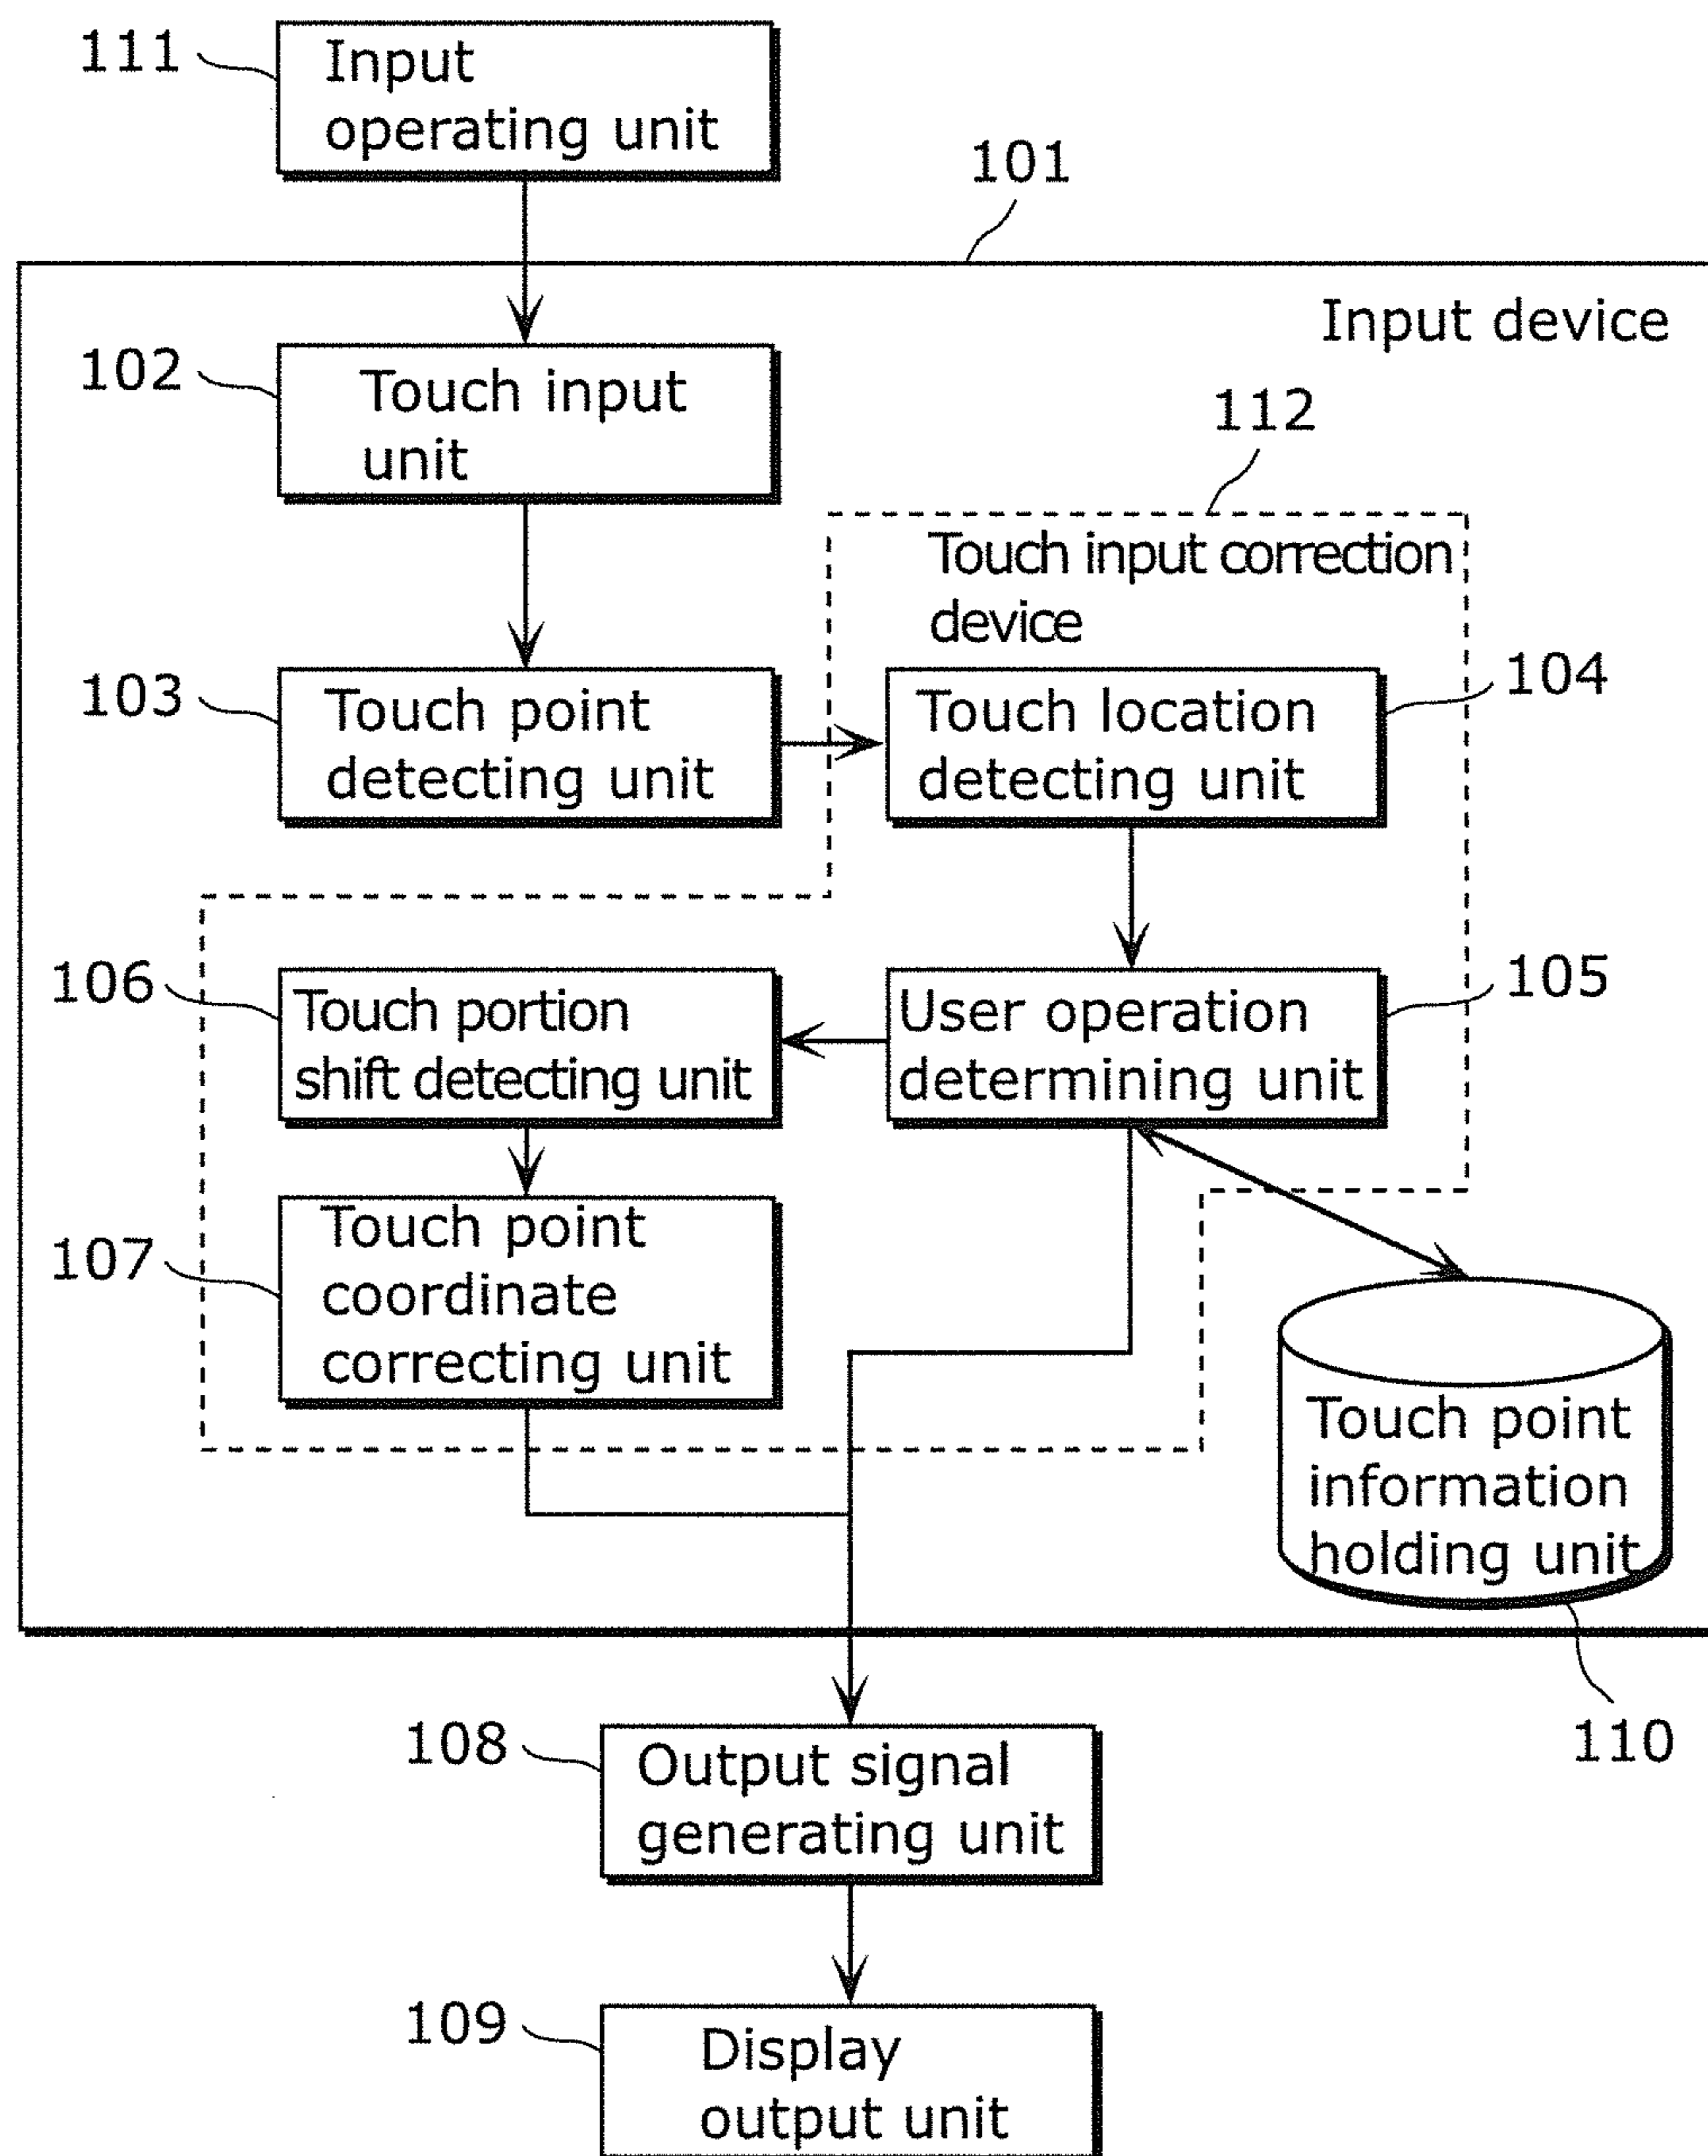 111
Input
operating unit
101
Input device
102
Touch input
unit
112
Touch input correction
device
103
Touch point
detecting unit
104
Touch location
detecting unit
106
Touch portion
shift detecting unit
105
User operation
determining unit
107
Touch point
coordinate
correcting unit
Touch point
information
holding unit
110
108
Output signal
generating unit
109
Display
output unit